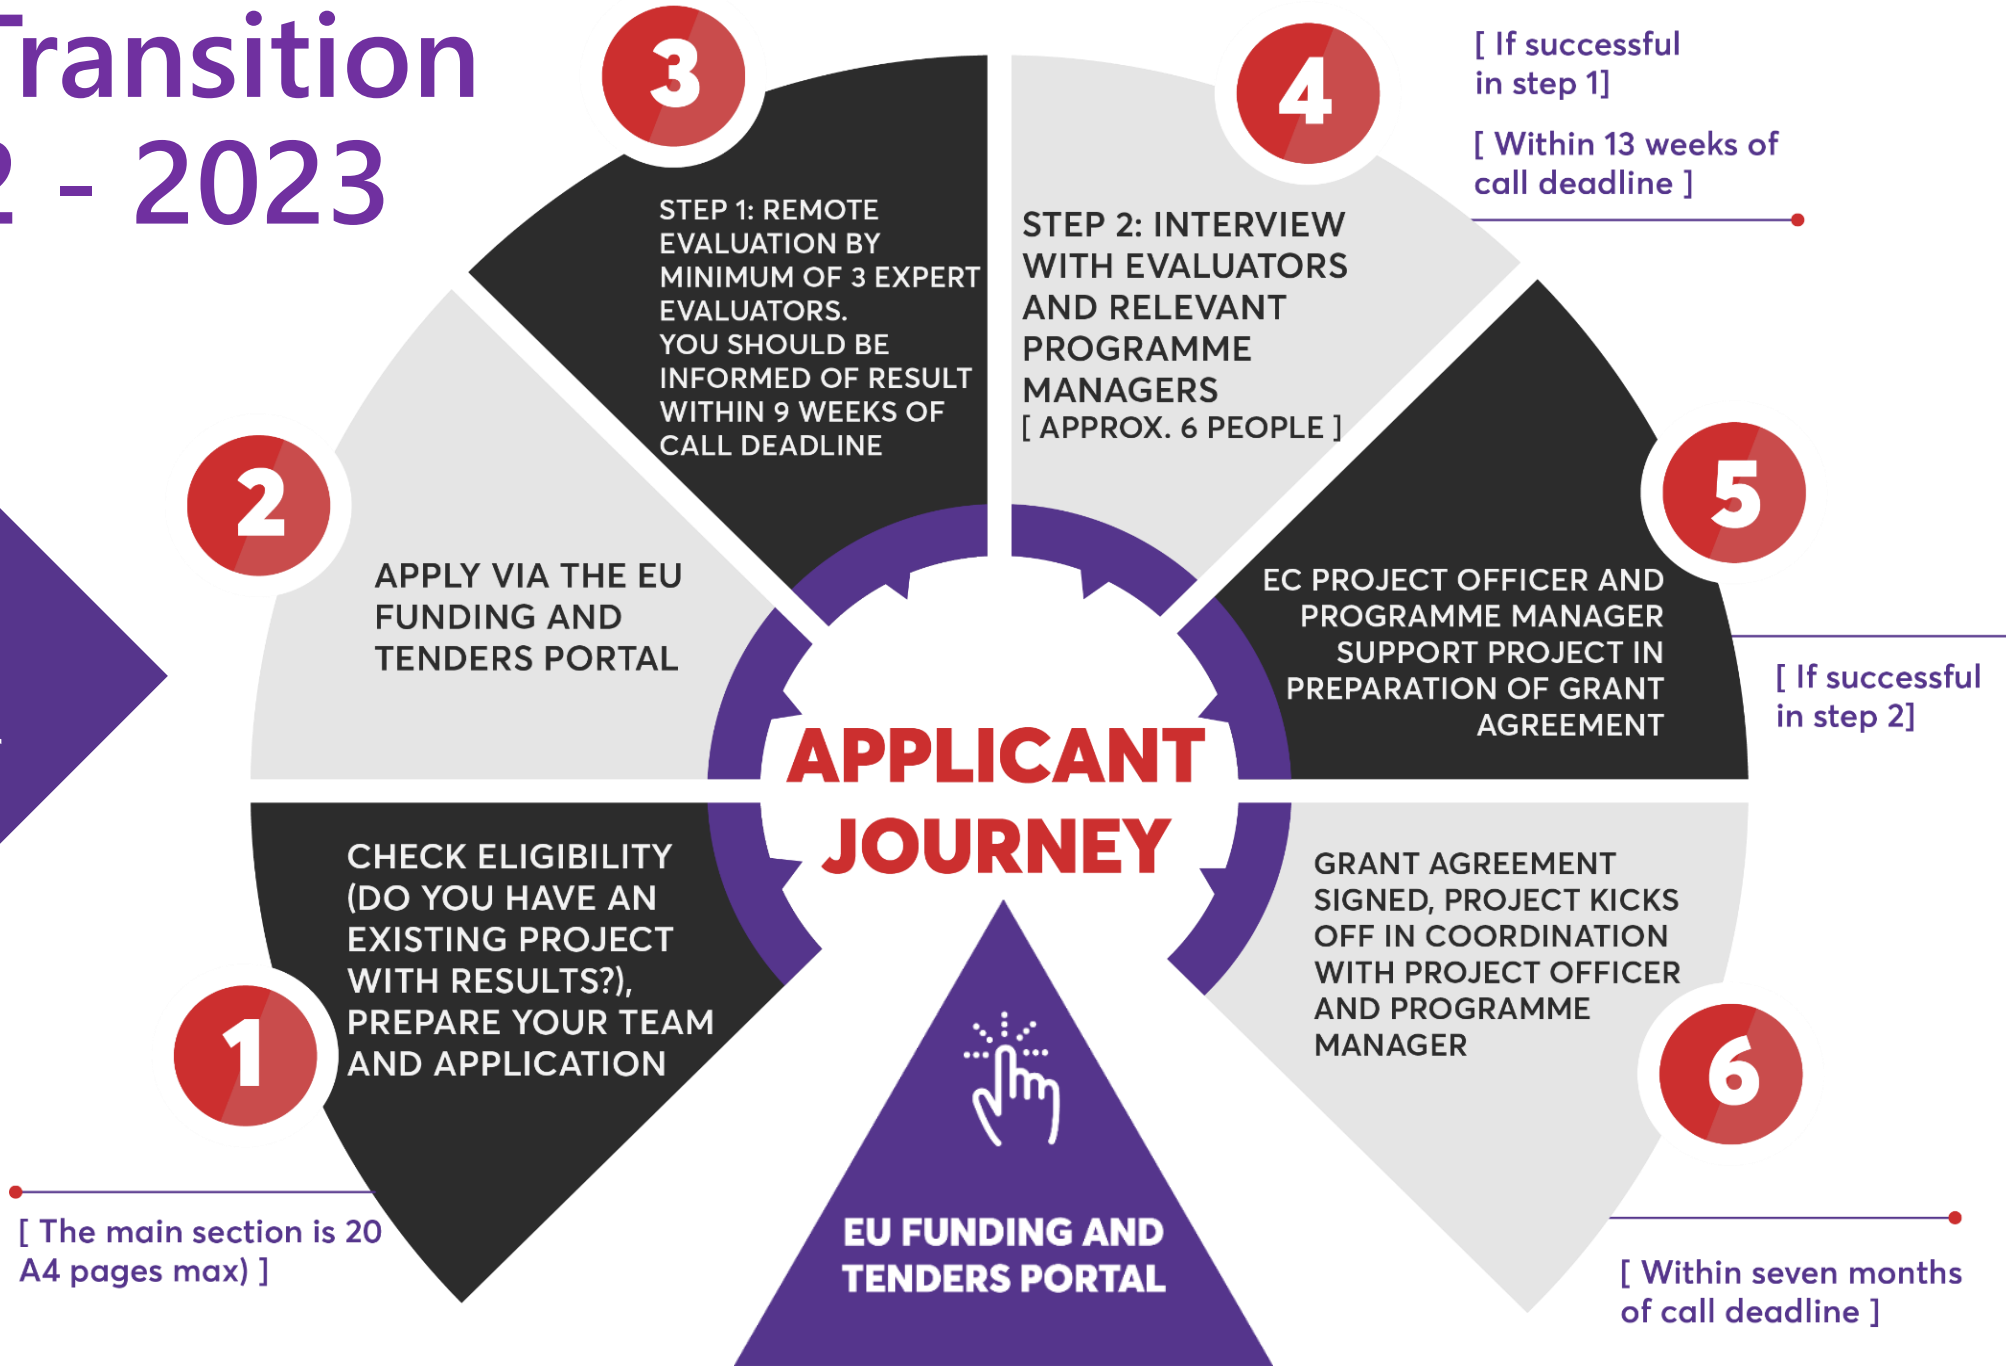 Transition
2 - 2023
3
STEP 1: REMOTE
EVALUATION BY
MINIMUM OF 3 EXPERT
EVALUATORS.
YOU SHOULD BE
INFORMED OF RESULT
WITHIN 9 WEEKS OF
CALL DEADLINE
4
STEP 2: INTERVIEW
WITH EVALUATORS
AND RELEVANT
PROGRAMME
MANAGERS
[ APPROX. 6 PEOPLE ]
[ If successful
in step 1]
[ Within 13 weeks of
call deadline ]
2
APPLY VIA THE EU
FUNDING AND
TENDERS PORTAL
5
EC PROJECT OFFICER AND
PROGRAMME MANAGER
SUPPORT PROJECT IN
PREPARATION OF GRANT
AGREEMENT
[ If successful
in step 2]
APPLICANT
JOURNEY
1
CHECK ELIGIBILITY
(DO YOU HAVE AN
EXISTING PROJECT
WITH RESULTS?),
PREPARE YOUR TEAM
AND APPLICATION
[ The main section is 20
A4 pages max) ]
6
GRANT AGREEMENT
SIGNED, PROJECT KICKS
OFF IN COORDINATION
WITH PROJECT OFFICER
AND PROGRAMME
MANAGER
[ Within seven months
of call deadline ]
EU FUNDING AND
TENDERS PORTAL